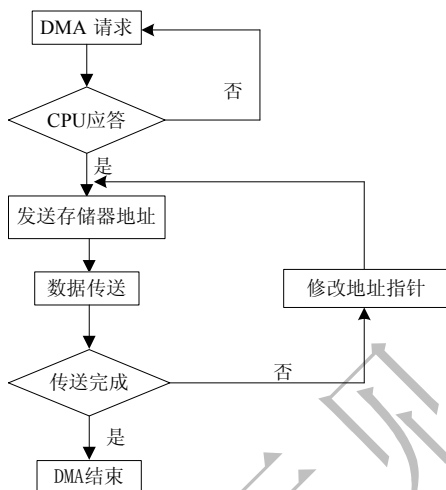 DMA 请求
否
CPU应答
是
发送存储器地址
数据传送
修改地址指针
传送完成
否
是
DMA结束